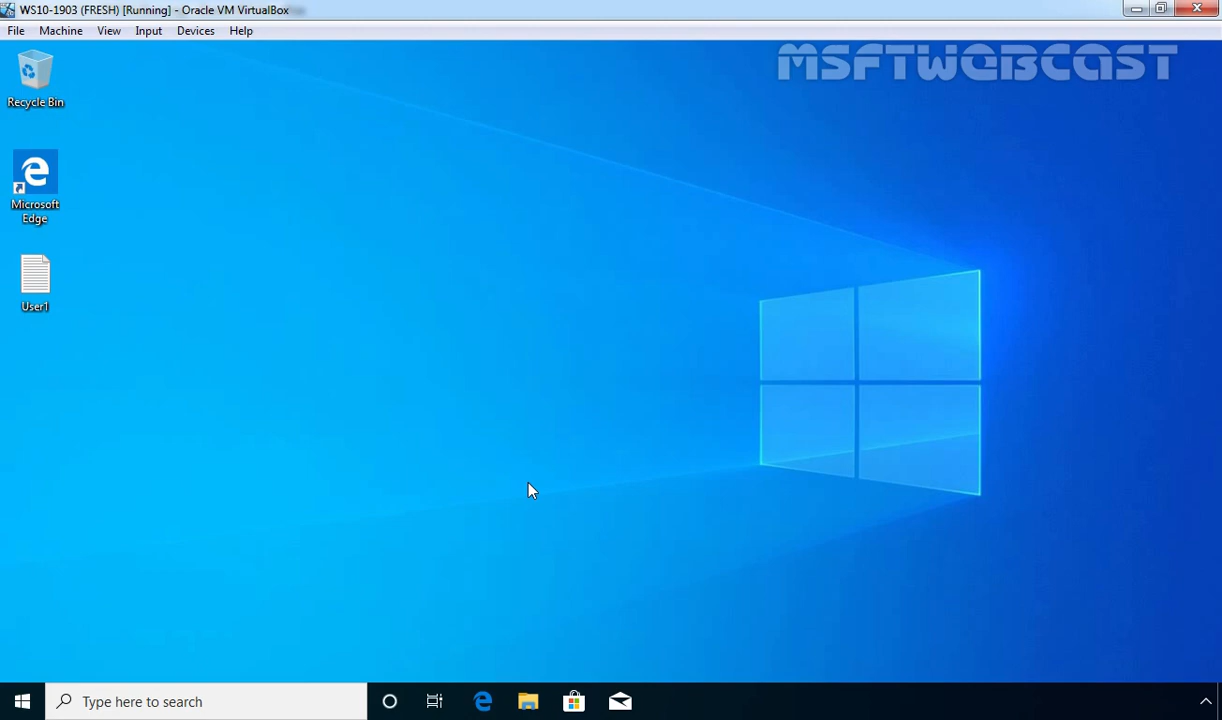 WS10-1903 (FRESH) [Running] - Oracle VM VirtualBox
File Machine View Input Devices Help
MSFTWEBCAST
Recycle Bin
Microsoft
Edge
User1
Type here to search